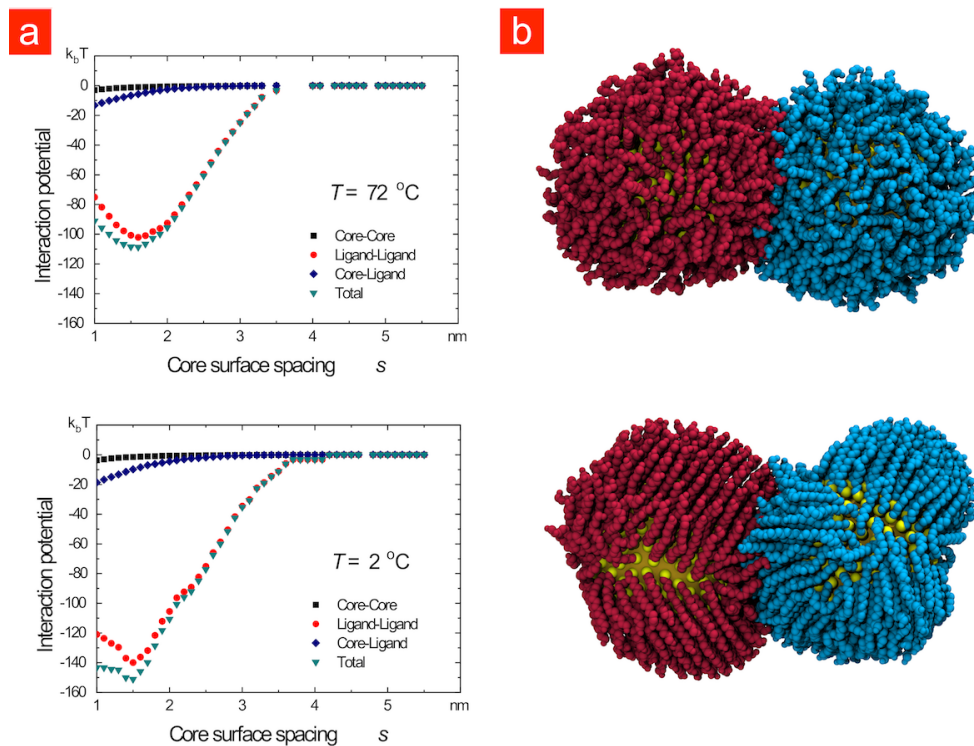 a
b
k_bT
0
-20
-40
-60
-80
-100
-120
-140
-160
Interaction potential
T = 72 °C
Core-Core
Ligand-Ligand
Core-Ligand
Total
1 2 3 4 5 nm
Core surface spacing s
k_bT
0
-20
-40
-60
-80
-100
-120
-140
-160
Interaction potential
T = 2 °C
Core-Core
Ligand-Ligand
Core-Ligand
Total
1 2 3 4 5 nm
Core surface spacing s